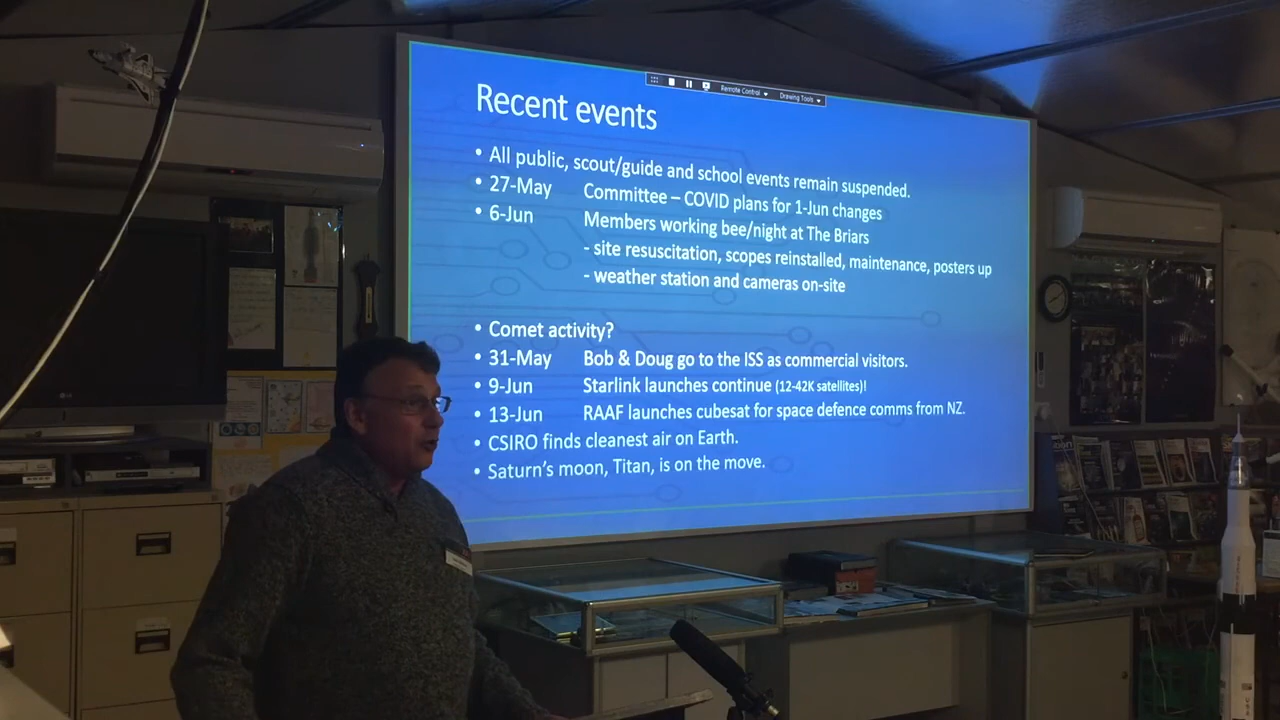 Remote Control
Drawing Tools
Recent events
• All public, scout/guide and school events remain suspended.
• 27-May Committee – COVID plans for 1-Jun changes
• 6-Jun Members working bee/night at The Briars
- site resuscitation, scopes reinstalled, maintenance, posters up
- weather station and cameras on-site
• Comet activity?
• 31-May Bob & Doug go to the ISS as commercial visitors.
• 9-Jun Starlink launches continue (12-42K satellites)!
• 13-Jun RAAF launches cubesat for space defence comms from NZ.
• CSIRO finds cleanest air on Earth.
• Saturn's moon, Titan, is on the move.
LG